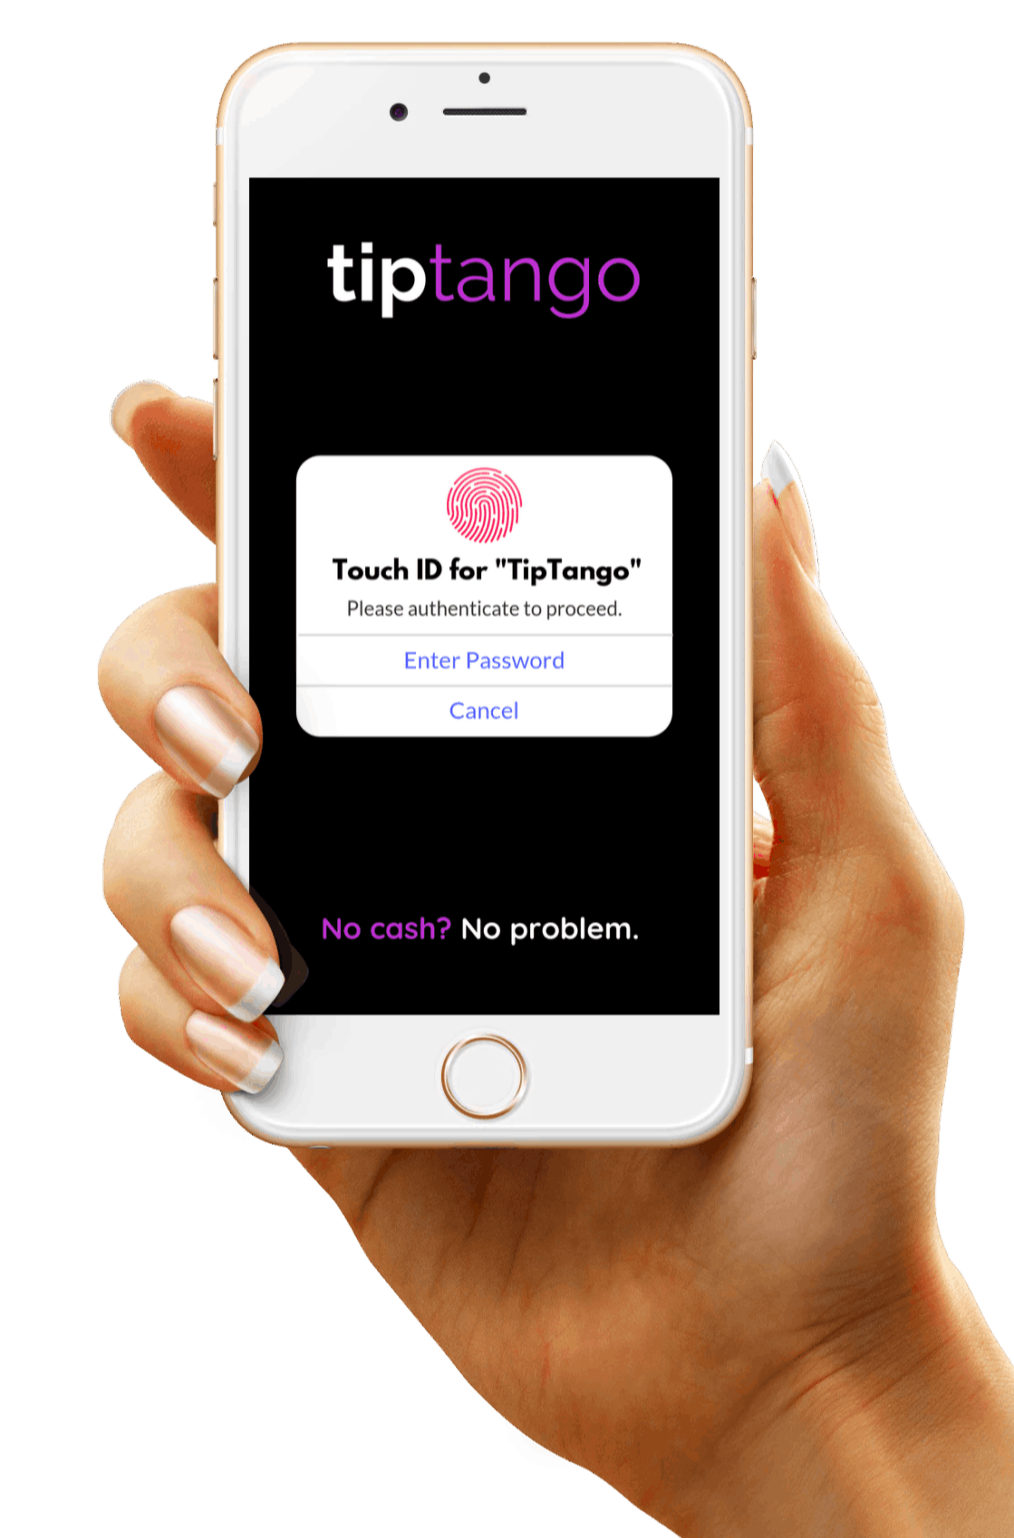 tiptango
Touch ID for "TipTango"
Please authenticate to proceed.
Enter Password
Cancel
No cash? No problem.